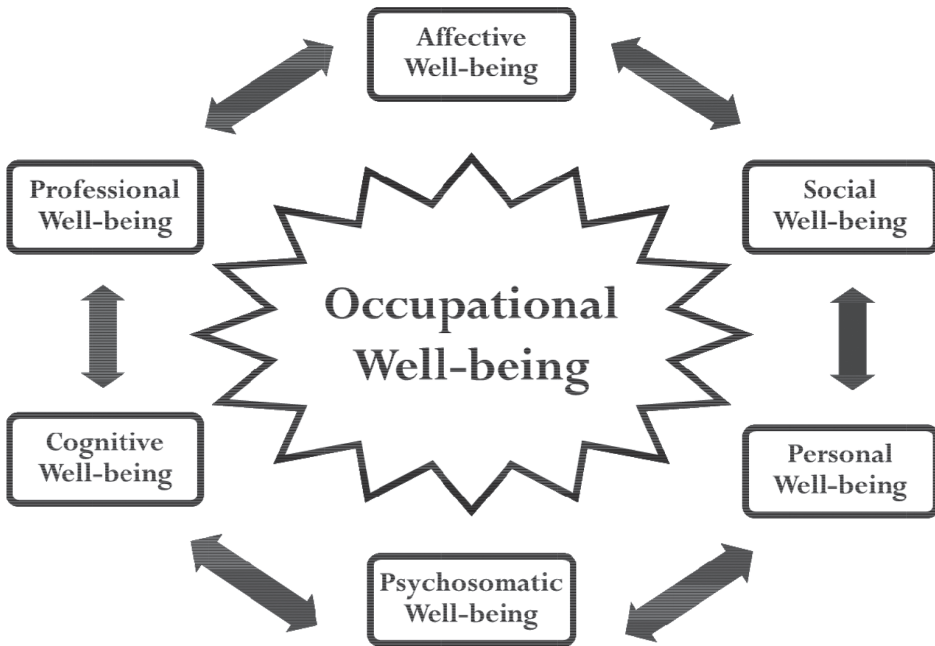 Affective
Well-being
Professional
Well-being
Social
Well-being
Occupational
Well-being
Cognitive
Well-being
Personal
Well-being
Psychosomatic
Well-being